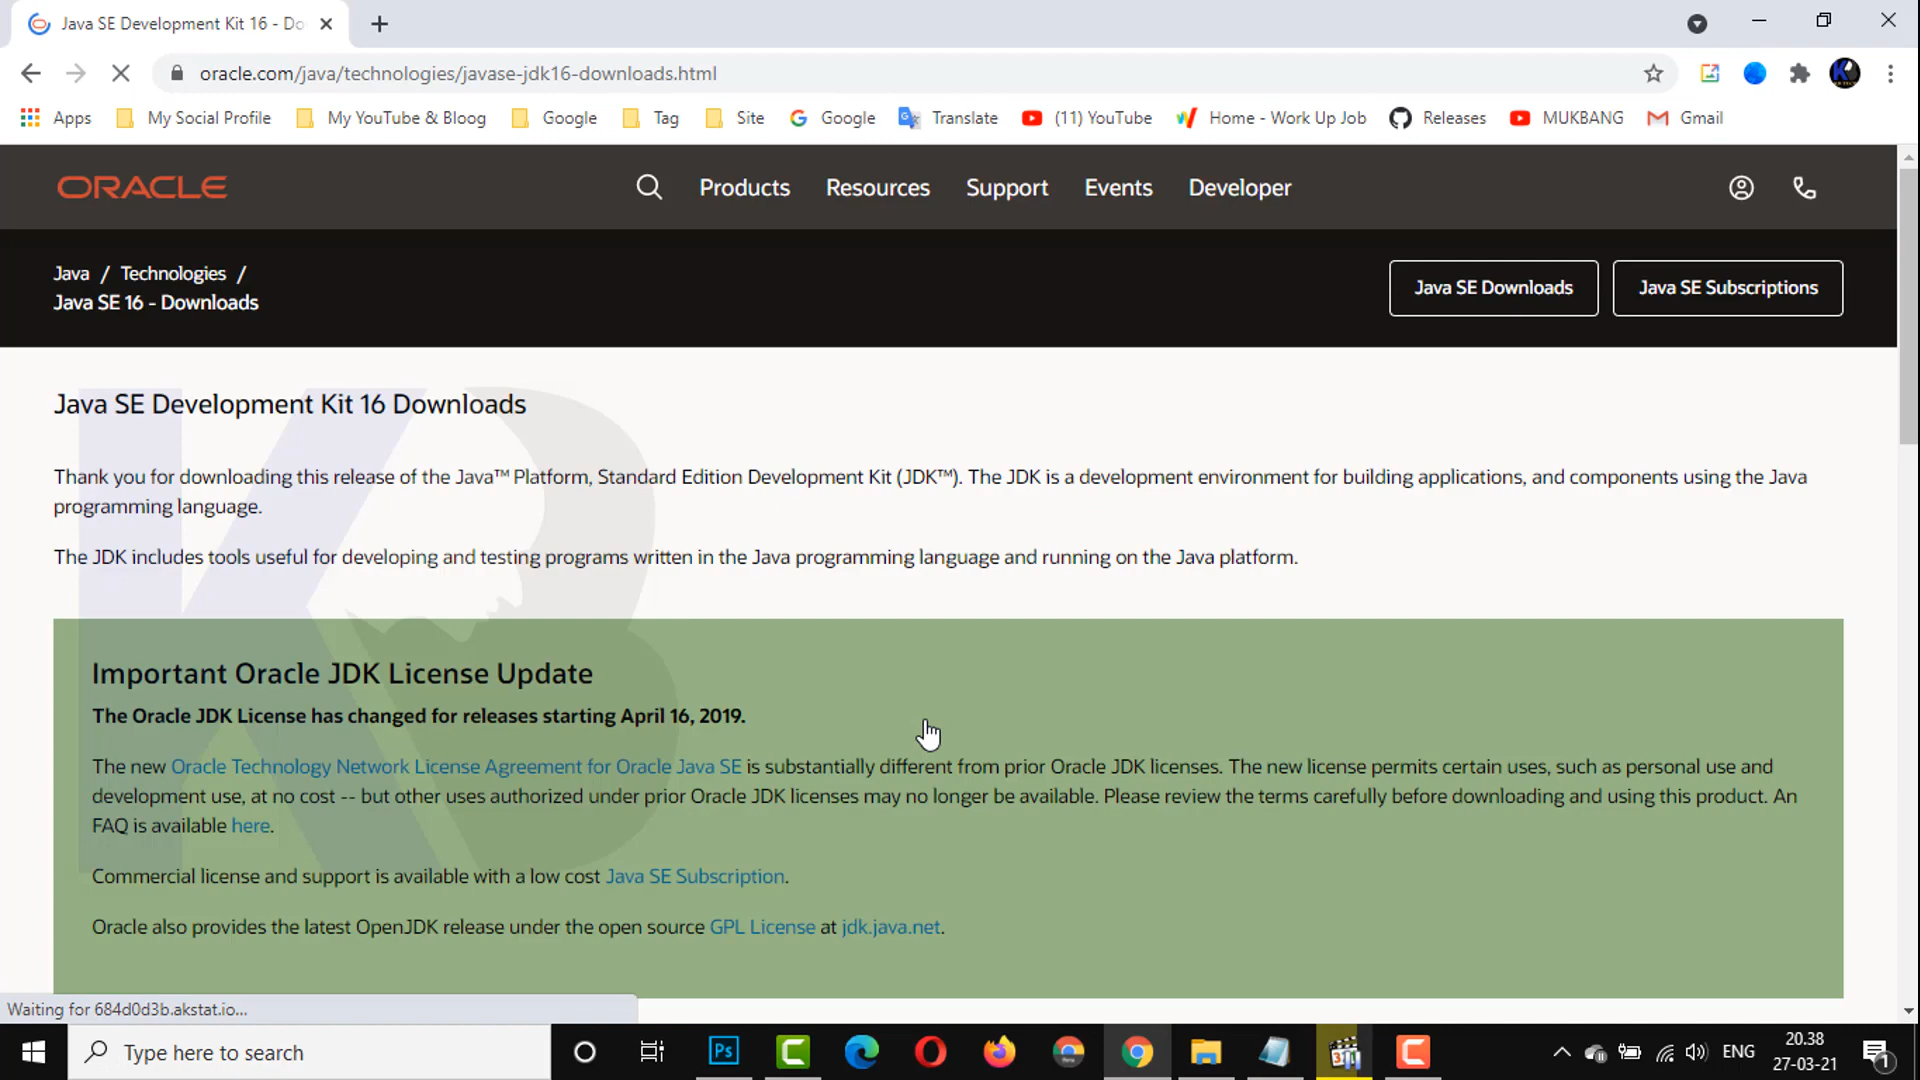 Java SE Development Kit 16 - Do
oracle.com/java/technologies/javase-jdk16-downloads.html
Apps My Social Profile My YouTube & Bloog Google Tag Site Google Translate (11) YouTube Home - Work Up Job Releases MUKBANG Gmail
ORACLE Products Resources Support Events Developer
Java / Technologies /
Java SE 16 - Downloads
Java SE Downloads Java SE Subscriptions
Java SE Development Kit 16 Downloads
Thank you for downloading this release of the Java™ Platform, Standard Edition Development Kit (JDK™). The JDK is a development environment for building applications, and components using the Java
programming language.
The JDK includes tools useful for developing and testing programs written in the Java programming language and running on the Java platform.
Important Oracle JDK License Update
The Oracle JDK License has changed for releases starting April 16, 2019.
The new Oracle Technology Network License Agreement for Oracle Java SE is substantially different from prior Oracle JDK licenses. The new license permits certain uses, such as personal use and
development use, at no cost -- but other uses authorized under prior Oracle JDK licenses may no longer be available. Please review the terms carefully before downloading and using this product. An
FAQ is available here.
Commercial license and support is available with a low cost Java SE Subscription.
Oracle also provides the latest OpenJDK release under the open source GPL License at jdk.java.net.
Waiting for 684d0d3b.akstat.io...
Type here to search
Ps
ENG
20.38
27-03-21
1